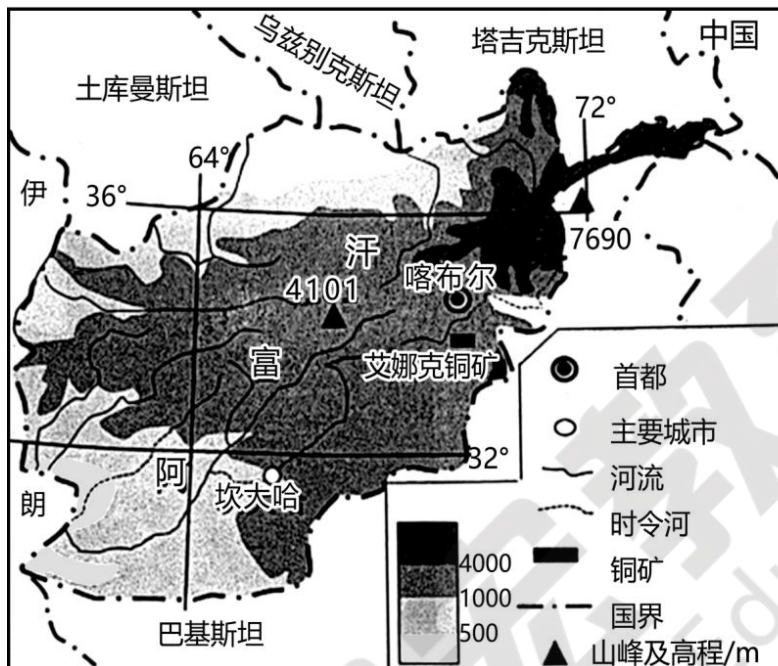 乌兹别克斯坦
塔吉克斯坦
中国
土库曼斯坦
72°
64°
伊
36°
7690
汗
喀布尔
4101
富
艾娜克铜矿
首都
主要城市
32°
阿
坎大哈
河流
朗
时令河
4000
铜矿
1000
国界
500
巴基斯坦
山峰及高程/m